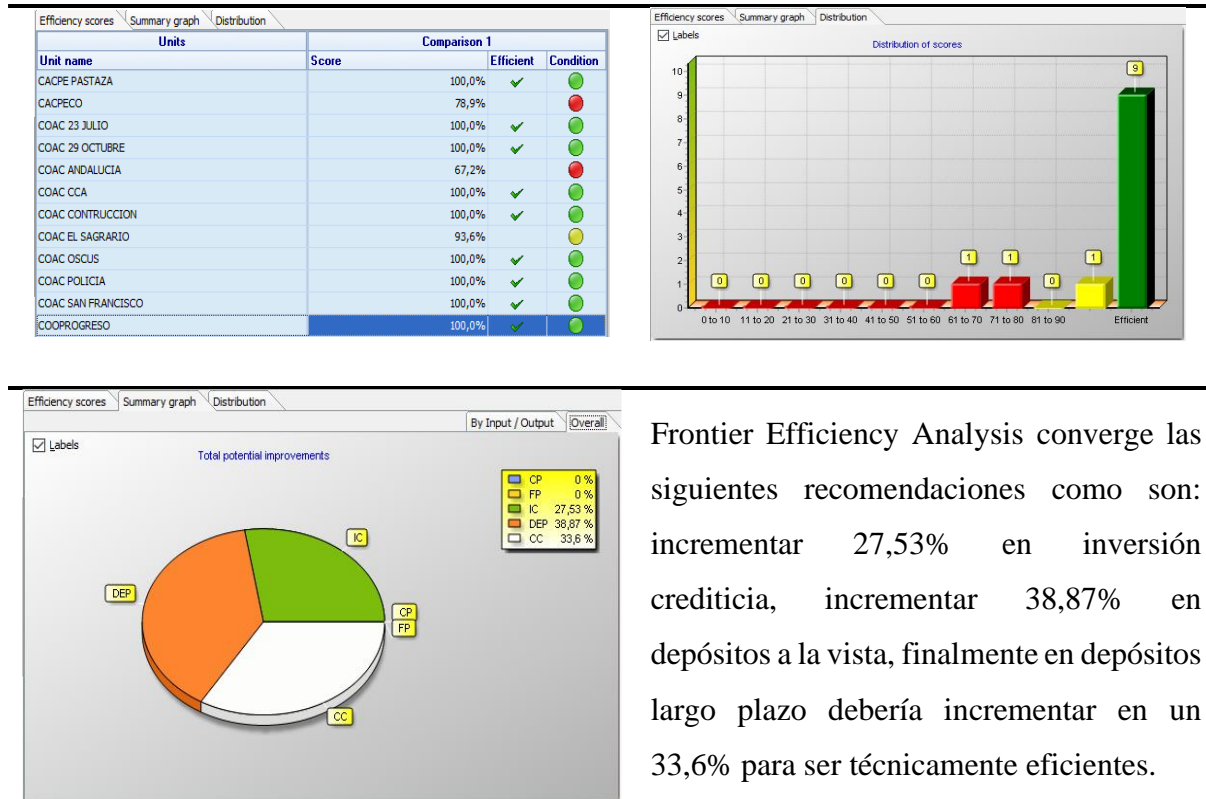 Efficiency scores Summary graph Distribution
Units Comparison 1
Unit name Score Efficient Condition
CACPE PASTAZA 100,0%
CACPECO 78,9%
COAC 23 JULIO 100,0%
COAC 29 OCTUBRE 100,0%
COAC ANDALUCIA 67,2%
COAC CCA 100,0%
COAC CONTRUCCION 100,0%
COAC EL SAGRARIO 93,6%
COAC OSCUS 100,0%
COAC POLICIA 100,0%
COAC SAN FRANCISCO 100,0%
COOPROGRESO 100,0%
Efficiency scores Summary graph Distribution
Labels
Distribution of scores
10
9
8
7
6
5
4
3
2
1
0
0 0 0 0 0 0 1 1 0 1 9
0 to 10 11 to 20 21 to 30 31 to 40 41 to 50 51 to 60 61 to 70 71 to 80 81 to 90 Efficient
Efficiency scores Summary graph Distribution
By Input / Output Overall
Labels
Total potential improvements
CP 0 %
FP 0 %
IC 27,53 %
DEP 38,87 %
CC 33,6 %
IC
DEP
CP
FP
CC
Frontier Efficiency Analysis converge las
siguientes recomendaciones como son:
incrementar 27,53% en inversión
crediticia, incrementar 38,87% en
depósitos a la vista, finalmente en depósitos
largo plazo debería incrementar en un
33,6% para ser técnicamente eficientes.